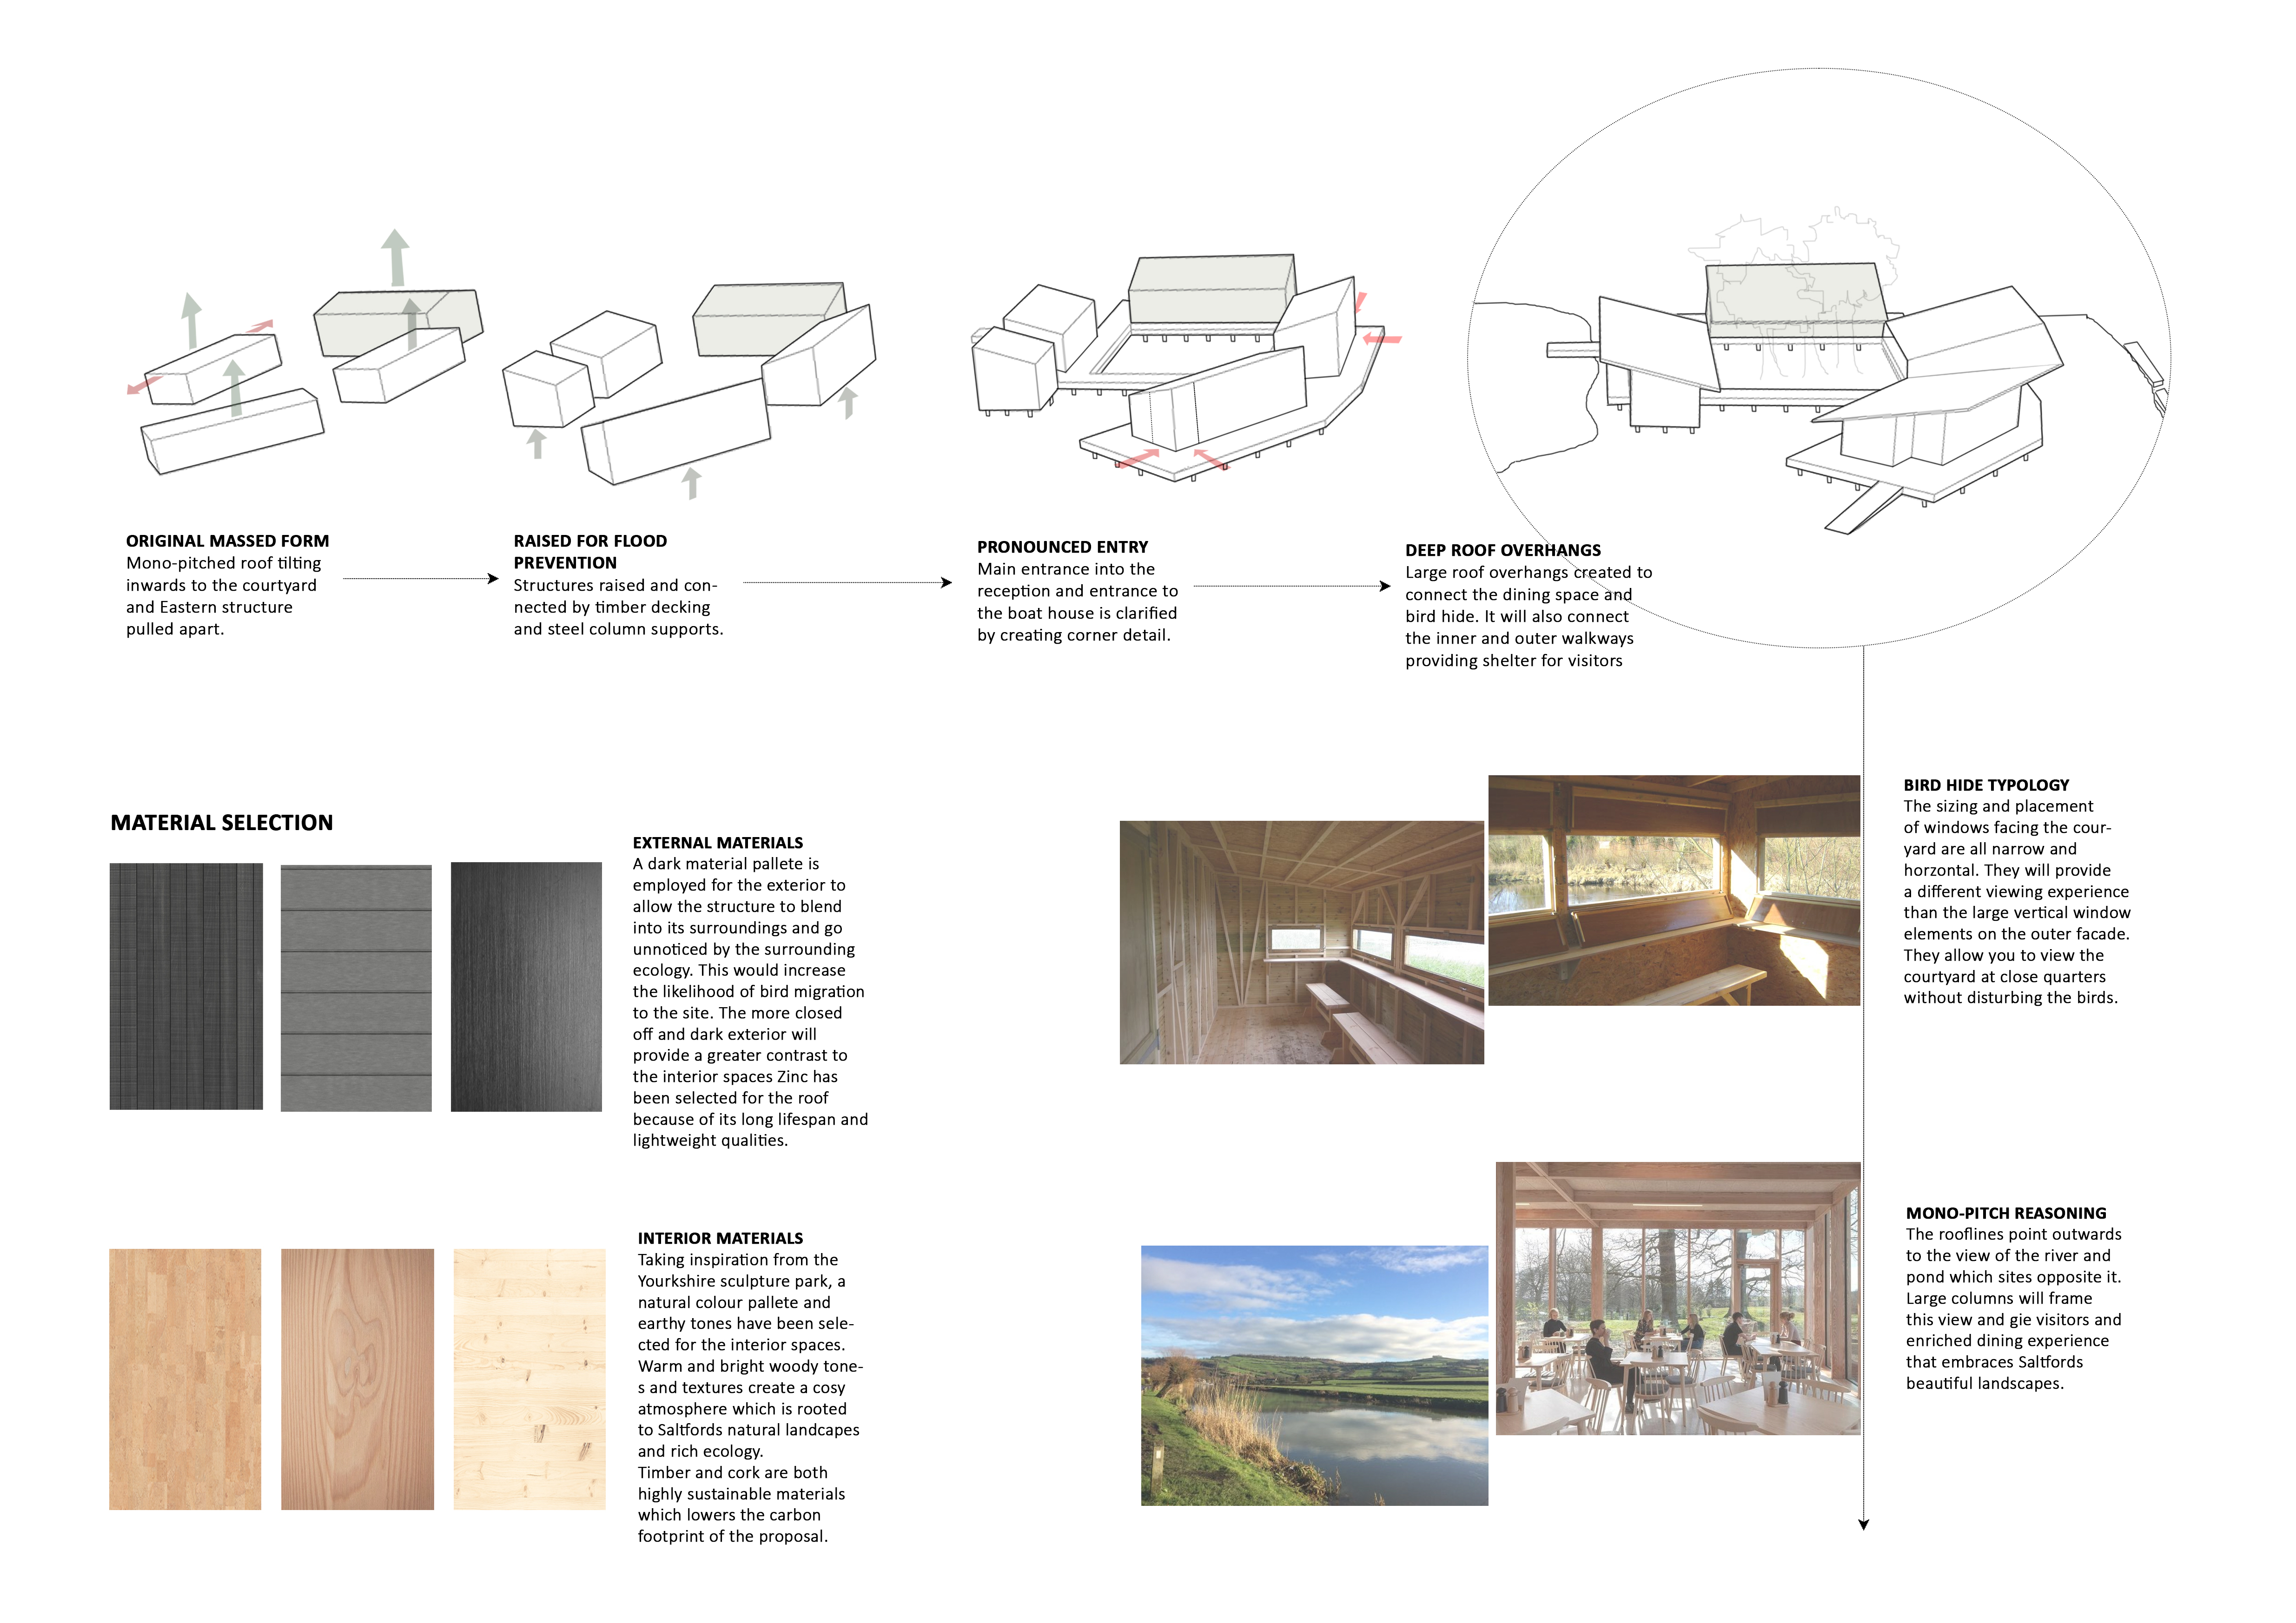 ORIGINAL MASSED FORM
Mono-pitched roof tilting
inwards to the courtyard
and Eastern structure
pulled apart.
RAISED FOR FLOOD
PREVENTION
Structures raised and con-
nected by timber decking
and steel column supports.
PRONOUNCED ENTRY
Main entrance into the
reception and entrance to
the boat house is clarified
by creating corner detail.
DEEP ROOF OVERHANGS
Large roof overhangs created to
connect the dining space and
bird hide. It will also connect
the inner and outer walkways
providing shelter for visitors
MATERIAL SELECTION
EXTERNAL MATERIALS
A dark material pallete is
employed for the exterior to
allow the structure to blend
into its surroundings and go
unnoticed by the surrounding
ecology. This would increase
the likelihood of bird migration
to the site. The more closed
off and dark exterior will
provide a greater contrast to
the interior spaces Zinc has
been selected for the roof
because of its long lifespan and
lightweight qualities.
INTERIOR MATERIALS
Taking inspiration from the
Yourkshire sculpture park, a
natural colour pallete and
earthy tones have been sele-
cted for the interior spaces.
Warm and bright woody tone-
s and textures create a cosy
atmosphere which is rooted
to Saltfords natural landcapes
and rich ecology.
Timber and cork are both
highly sustainable materials
which lowers the carbon
footprint of the proposal.
BIRD HIDE TYPOLOGY
The sizing and placement
of windows facing the cour-
yard are all narrow and
horzontal. They will provide
a different viewing experience
than the large vertical window
elements on the outer facade.
They allow you to view the
courtyard at close quarters
without disturbing the birds.
MONO-PITCH REASONING
The rooflines point outwards
to the view of the river and
pond which sites opposite it.
Large columns will frame
this view and gie visitors and
enriched dining experience
that embraces Saltfords
beautiful landscapes.